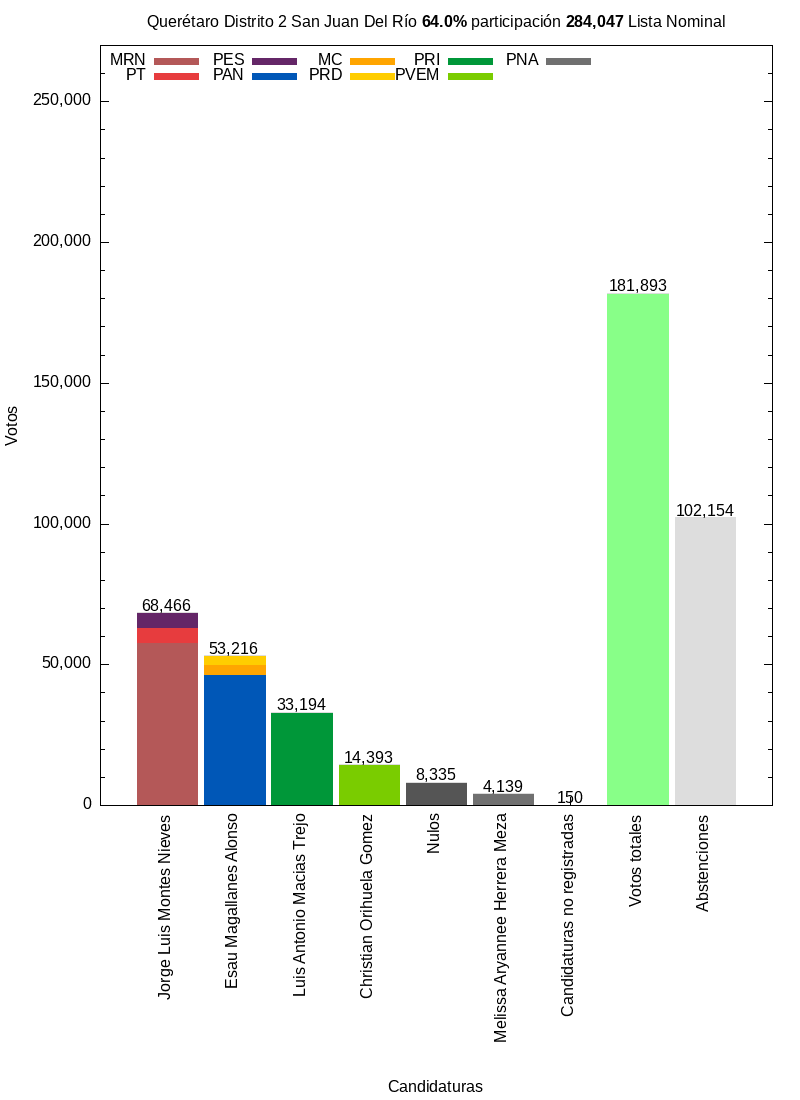 Querétaro Distrito 2 San Juan Del Río 64.0% participación 284,047 Lista Nominal
MRN PES MC PRI PNA
PT PAN PRD PVEM
250,000
200,000
150,000
100,000
50,000
0
Votos
68,466
53,216
33,194
14,393
8,335
4,139
150
181,893
102,154
Jorge Luis Montes Nieves
Esau Magallanes Alonso
Luis Antonio Macias Trejo
Christian Orihuela Gomez
Nulos
Melissa Aryannee Herrera Meza
Candidaturas no registradas
Votos totales
Abstenciones
Candidaturas